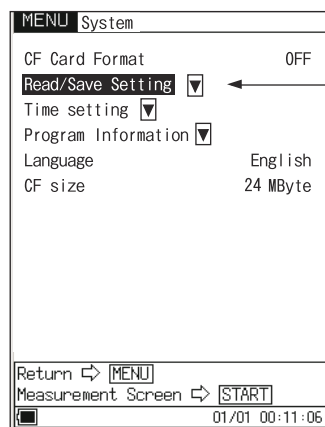 MENU System
CF Card Format OFF
Read/Save Setting ▼
Time setting ▼
Program Information ▼
Language English
CF size 24 MByte
Return ⇨ MENU
Measurement Screen ⇨ START
01/01 00:11:06